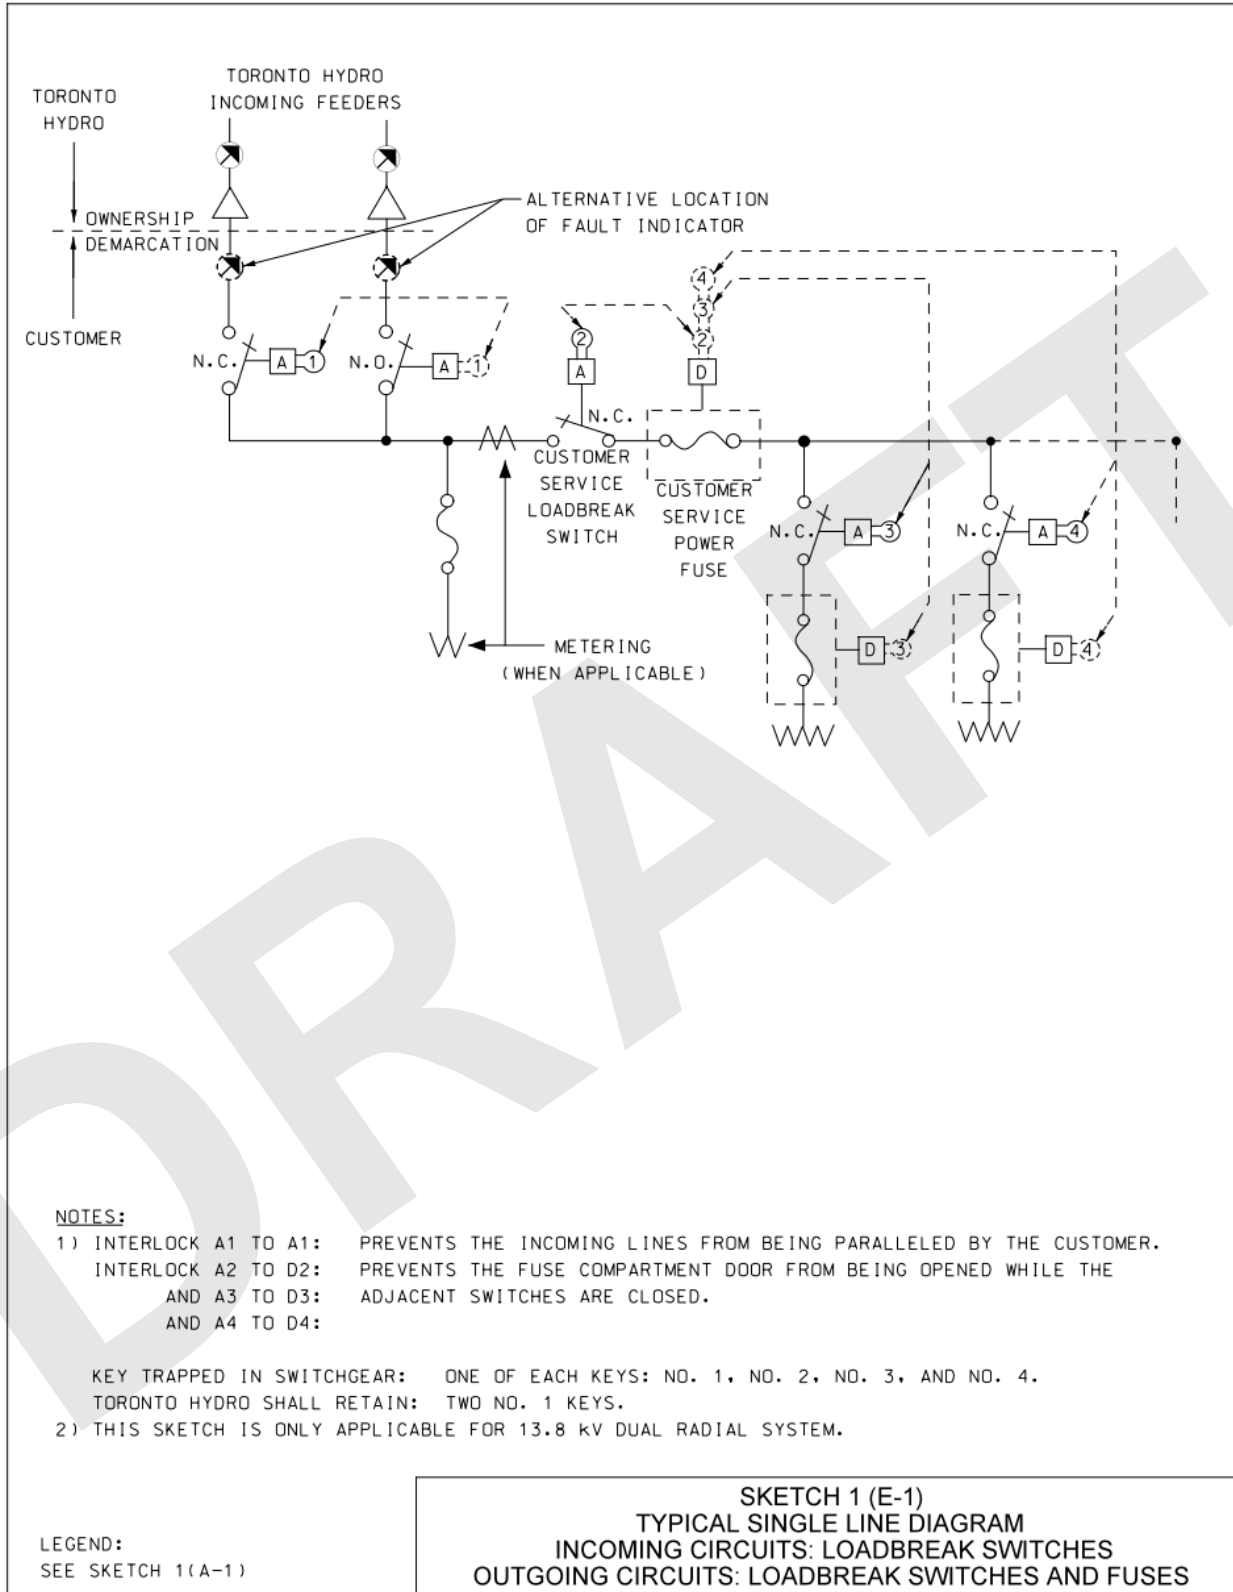 TORONTO HYDRO
INCOMING FEEDERS
TORONTO
HYDRO
OWNERSHIP
DEMARCATION
CUSTOMER
ALTERNATIVE LOCATION
OF FAULT INDICATOR
4
3
2
2
A
D
N.C.
A
1
N.O.
A
1
N.C.
CUSTOMER
SERVICE
LOADBREAK
SWITCH
CUSTOMER
SERVICE
POWER
FUSE
N.C.
A
3
N.C.
A
4
D
3
D
4
METERING
(WHEN APPLICABLE)
DRAFT
NOTES:
1) INTERLOCK A1 TO A1: PREVENTS THE INCOMING LINES FROM BEING PARALLELED BY THE CUSTOMER.
INTERLOCK A2 TO D2: PREVENTS THE FUSE COMPARTMENT DOOR FROM BEING OPENED WHILE THE
AND A3 TO D3: ADJACENT SWITCHES ARE CLOSED.
AND A4 TO D4:
KEY TRAPPED IN SWITCHGEAR: ONE OF EACH KEYS: NO. 1, NO. 2, NO. 3, AND NO. 4.
TORONTO HYDRO SHALL RETAIN: TWO NO. 1 KEYS.
2) THIS SKETCH IS ONLY APPLICABLE FOR 13.8 kV DUAL RADIAL SYSTEM.
LEGEND:
SEE SKETCH 1(A-1)
SKETCH 1 (E-1)
TYPICAL SINGLE LINE DIAGRAM
INCOMING CIRCUITS: LOADBREAK SWITCHES
OUTGOING CIRCUITS: LOADBREAK SWITCHES AND FUSES